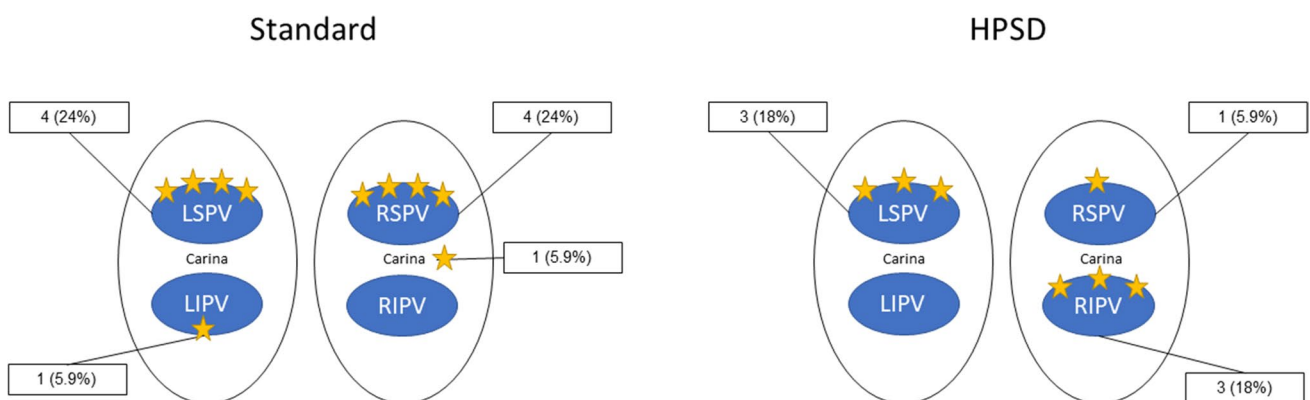 Standard
HPSD
4 (24%)
4 (24%)
LSPV
RSPV
Carina
Carina
1 (5.9%)
LIPV
RIPV
1 (5.9%)
3 (18%)
1 (5.9%)
LSPV
RSPV
Carina
Carina
LIPV
RIPV
3 (18%)